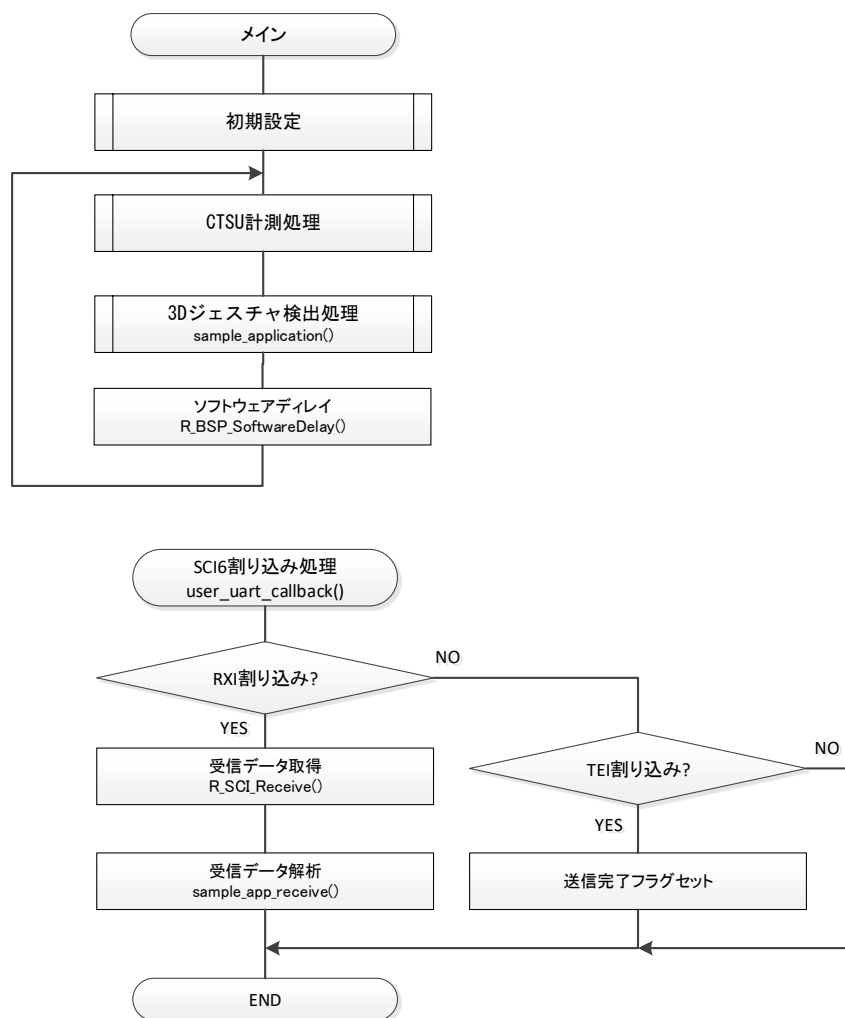 メイン
初期設定
CTSU計測処理
3Dジェスチャ検出処理
sample_application()
ソフトウェアディレイ
R_BSP_SoftwareDelay()
SCI6割り込み処理
user_uart_callback()
RXI割り込み?
NO
YES
TEI割り込み?
NO
受信データ取得
R_SCI_Receive()
YES
受信データ解析
sample_app_receive()
送信完了フラグセット
END